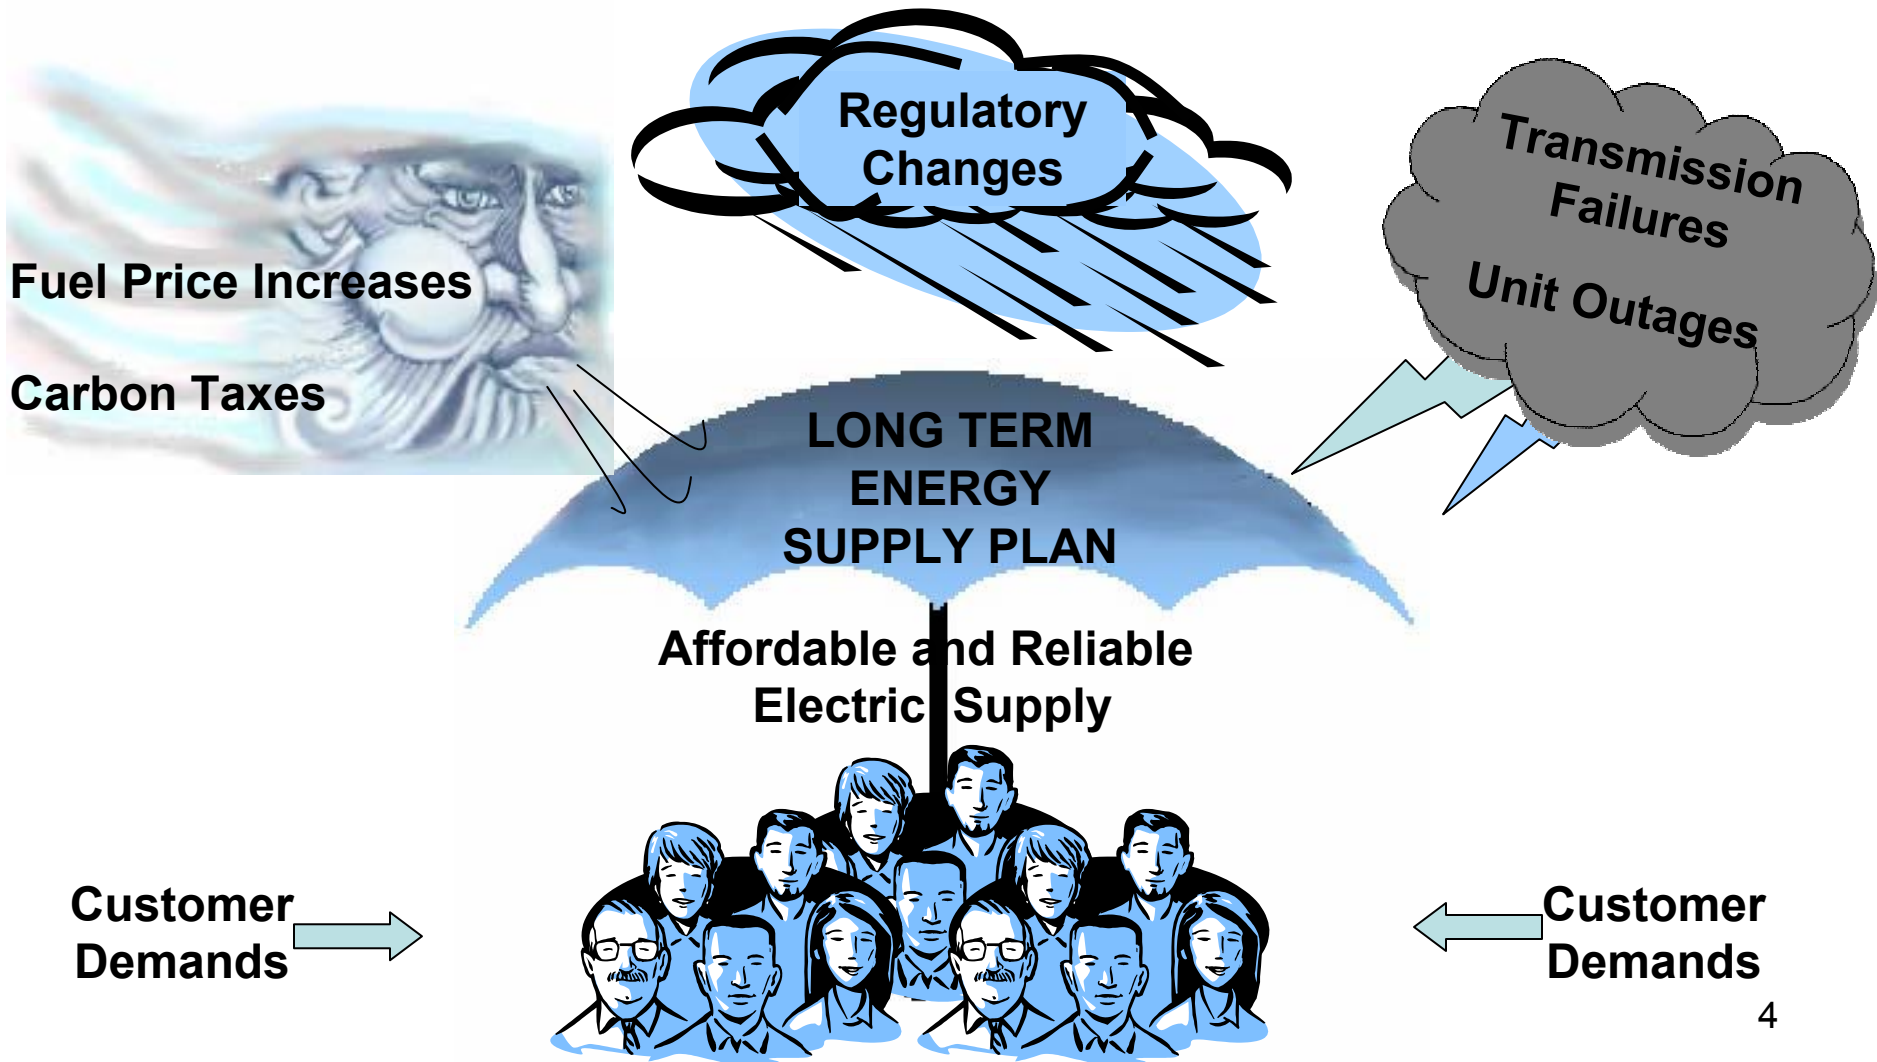 Regulatory
Changes
Transmission
Failures
Unit Outages
Fuel Price Increases
Carbon Taxes
LONG TERM
ENERGY
SUPPLY PLAN
Affordable and Reliable
Electric Supply
Customer
Demands
Customer
Demands
4